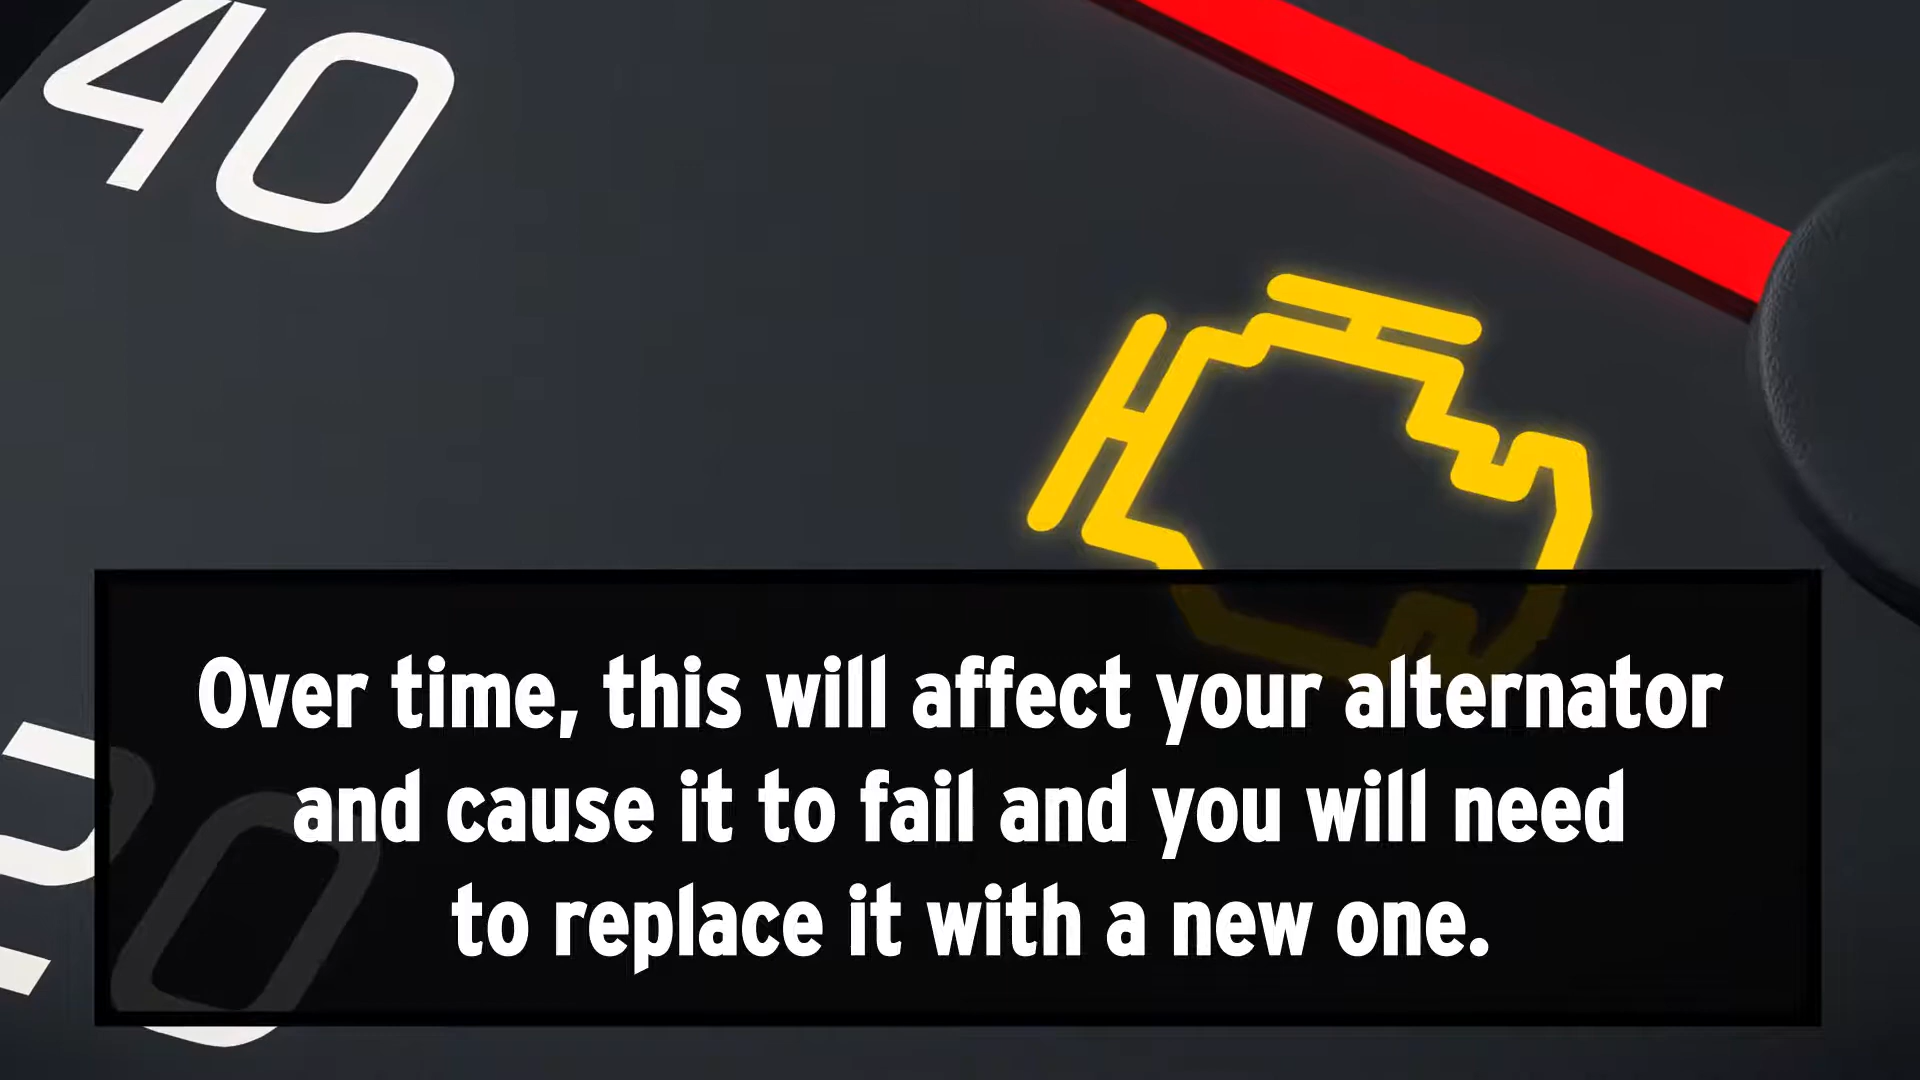 40
20
Over time, this will affect your alternator
and cause it to fail and you will need
to replace it with a new one.